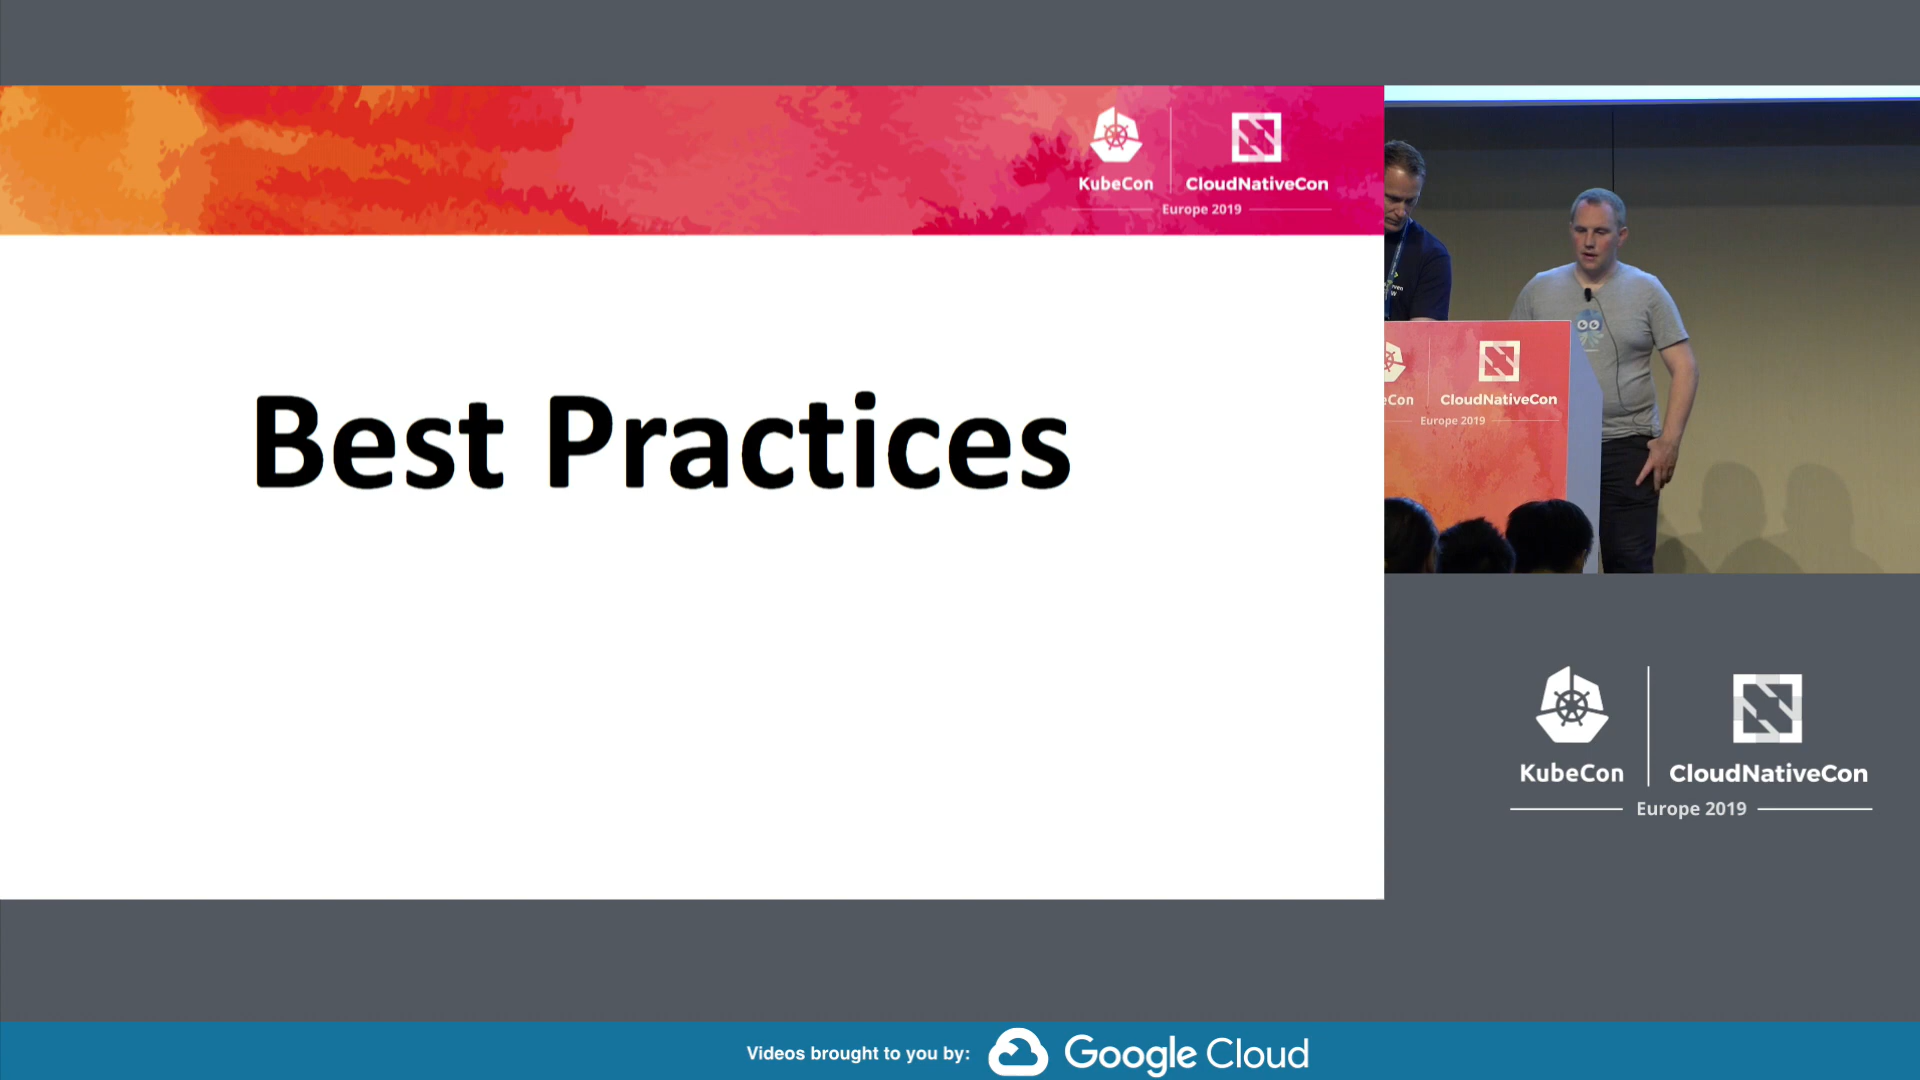 KubeCon
CloudNativeCon
Europe 2019
Best Practices
eCon
CloudNativeCon
Europe 2019
KubeCon
CloudNativeCon
Europe 2019
Videos brought to you by:
Google Cloud